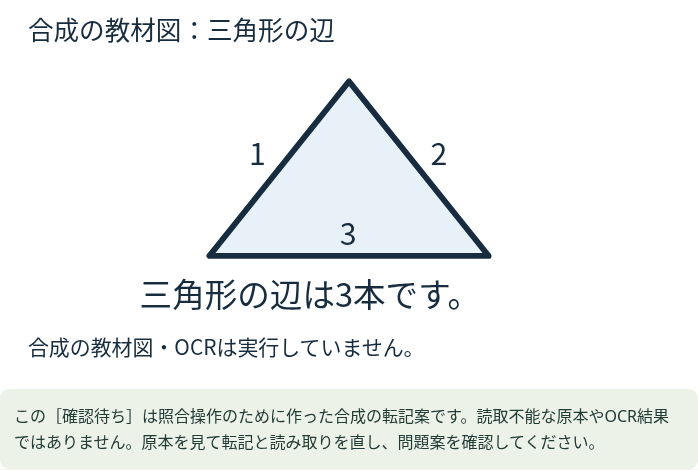 合成の教材図：三角形の辺
1
2
3
三角形の辺は3本です。
合成の教材図・OCRは実行していません。
この［確認待ち］は照合操作のために作った合成の転記案です。読取不能な原本やOCR結果
ではありません。原本を見て転記と読み取りを直し、問題案を確認してください。